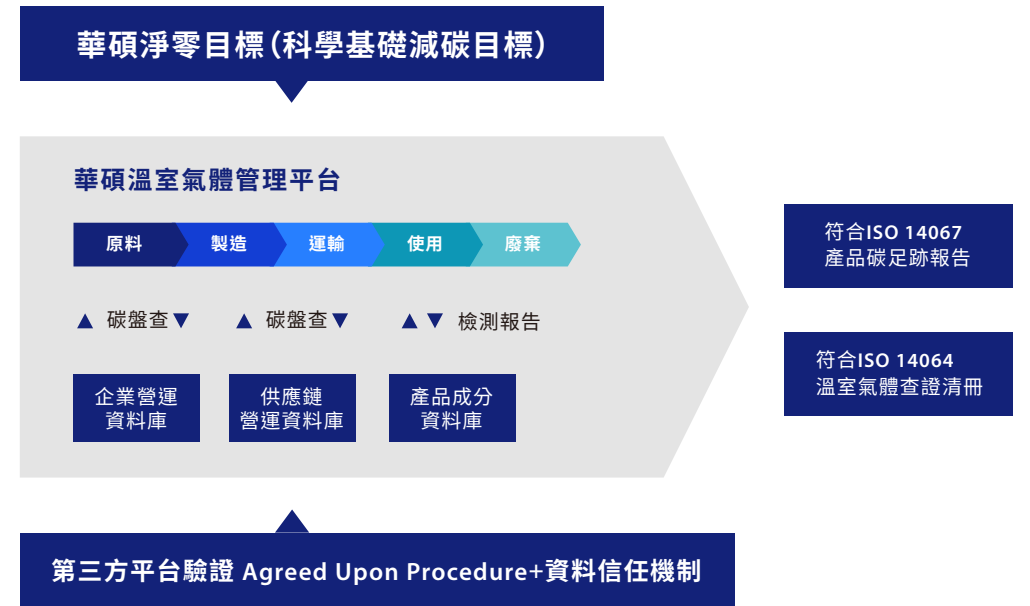 華碩淨零目標(科學基礎減碳目標)
華碩溫室氣體管理平台
原料 製造 運輸 使用 廢棄
▲ 碳盤查▼ ▲ 碳盤查▼ ▲ ▼ 檢測報告
企業營運
資料庫
供應鏈
營運資料庫
產品成分
資料庫
符合ISO 14067
產品碳足跡報告
符合ISO 14064
溫室氣體查證清冊
第三方平台驗證 Agreed Upon Procedure+資料信任機制